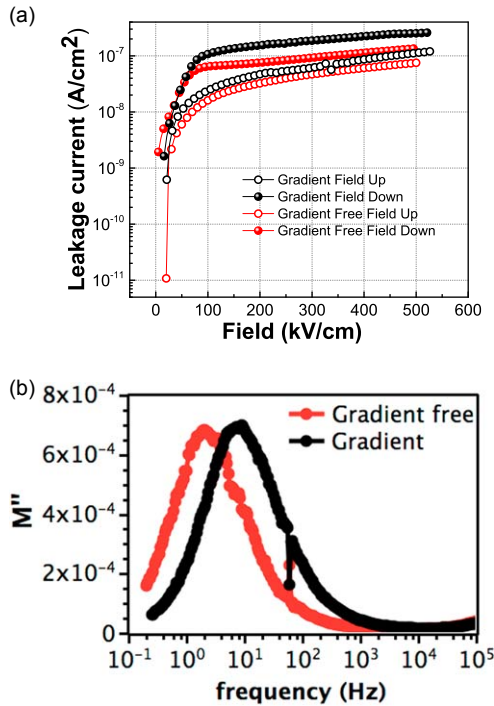 (a)
Leakage current (A/cm²)
10⁻⁷
10⁻⁸
10⁻⁹
10⁻¹⁰
10⁻¹¹
Gradient Field Up
Gradient Field Down
Gradient Free Field Up
Gradient Free Field Down
0 100 200 300 400 500 600
Field (kV/cm)
(b)
M"
8x10⁻⁴
6x10⁻⁴
4x10⁻⁴
2x10⁻⁴
0
Gradient free
Gradient
10⁻¹ 10⁰ 10¹ 10² 10³ 10⁴ 10⁵
frequency (Hz)